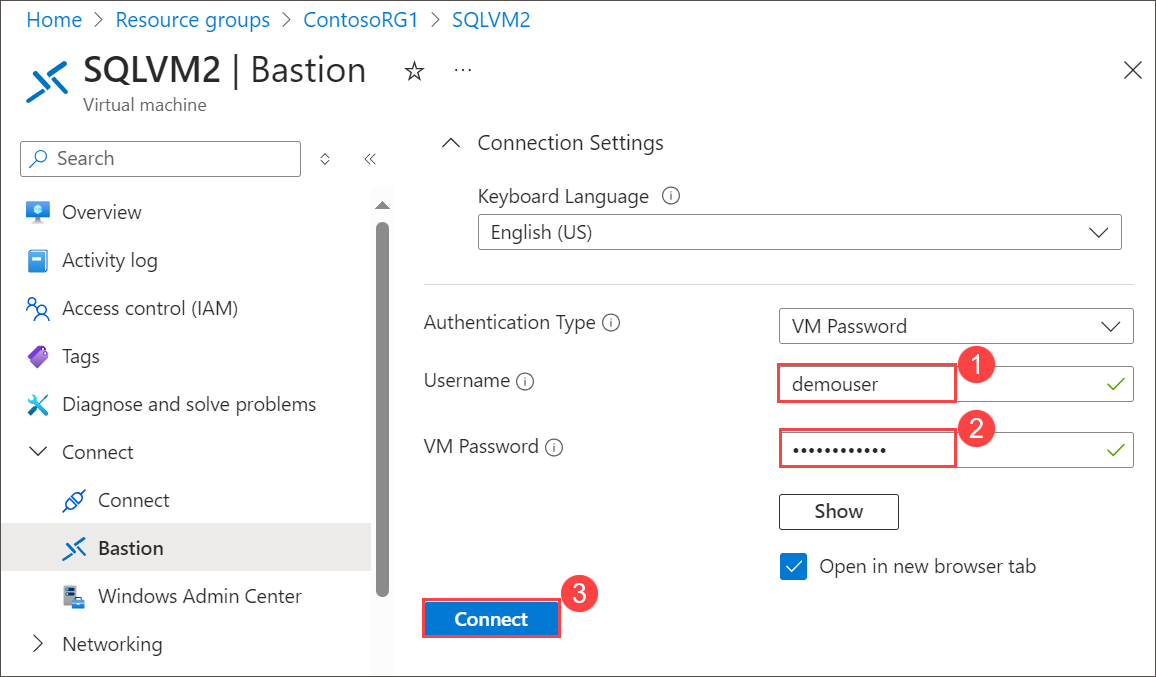 Home > Resource groups > ContosoRG1 > SQLVM2
SQLVM2 | Bastion ...
Virtual machine
Search
Overview
Activity log
Access control (IAM)
Tags
Diagnose and solve problems
Connect
Connect
Bastion
Windows Admin Center
Networking
Connection Settings
Keyboard Language
English (US)
Authentication Type
VM Password
Username
demouser
1
VM Password
••••••••••••
2
Show
Open in new browser tab
Connect
3